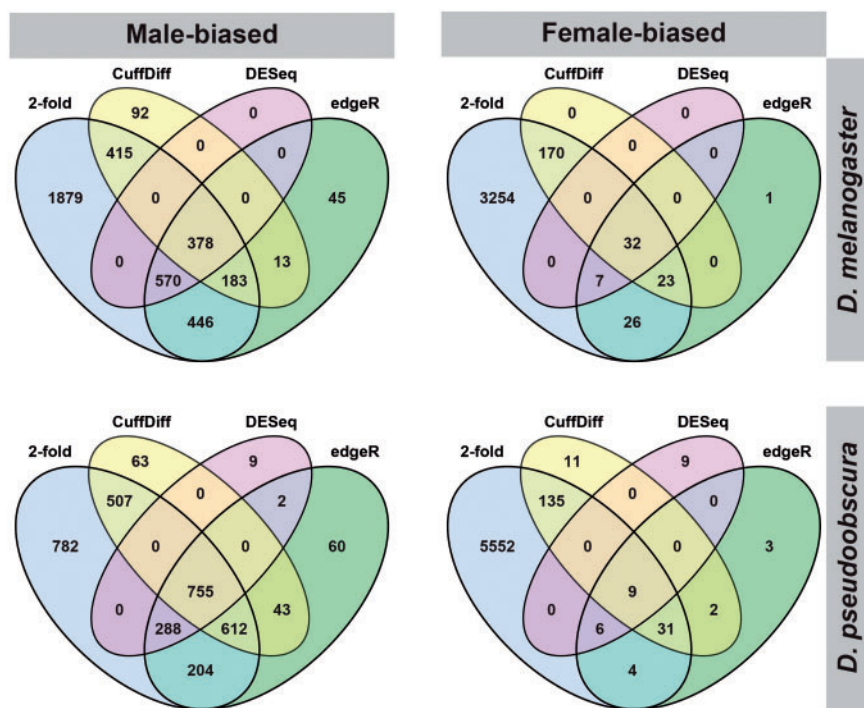 Male-biased
Female-biased
CuffDiff DESeq
2-fold edgeR
92 0
415 0 0
1879 0 0 45
378
0 13
570 183
446
CuffDiff DESeq
2-fold edgeR
0 0
170 0 0
3254 0 0 1
32
0 0
7 23
26
D. melanogaster
CuffDiff DESeq
2-fold edgeR
63 9
507 0 2
782 0 0 60
755
0 43
288 612
204
CuffDiff DESeq
2-fold edgeR
11 9
135 0 0
5552 0 0 3
9
0 2
6 31
4
D. pseudoobscura